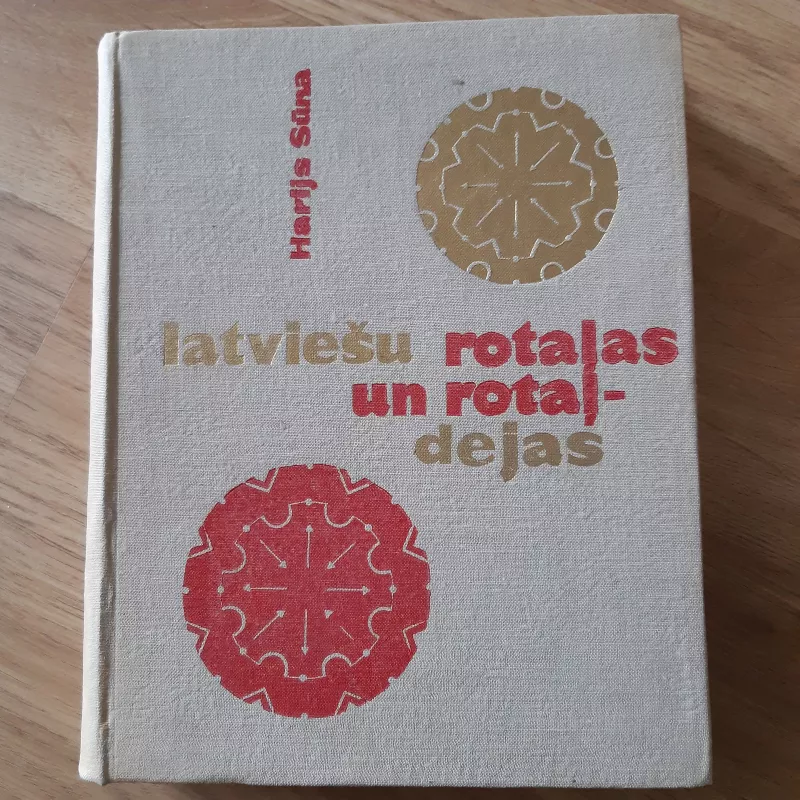 Harijs Sūna
latviešu rotaļas
un rotaļ-
dejas